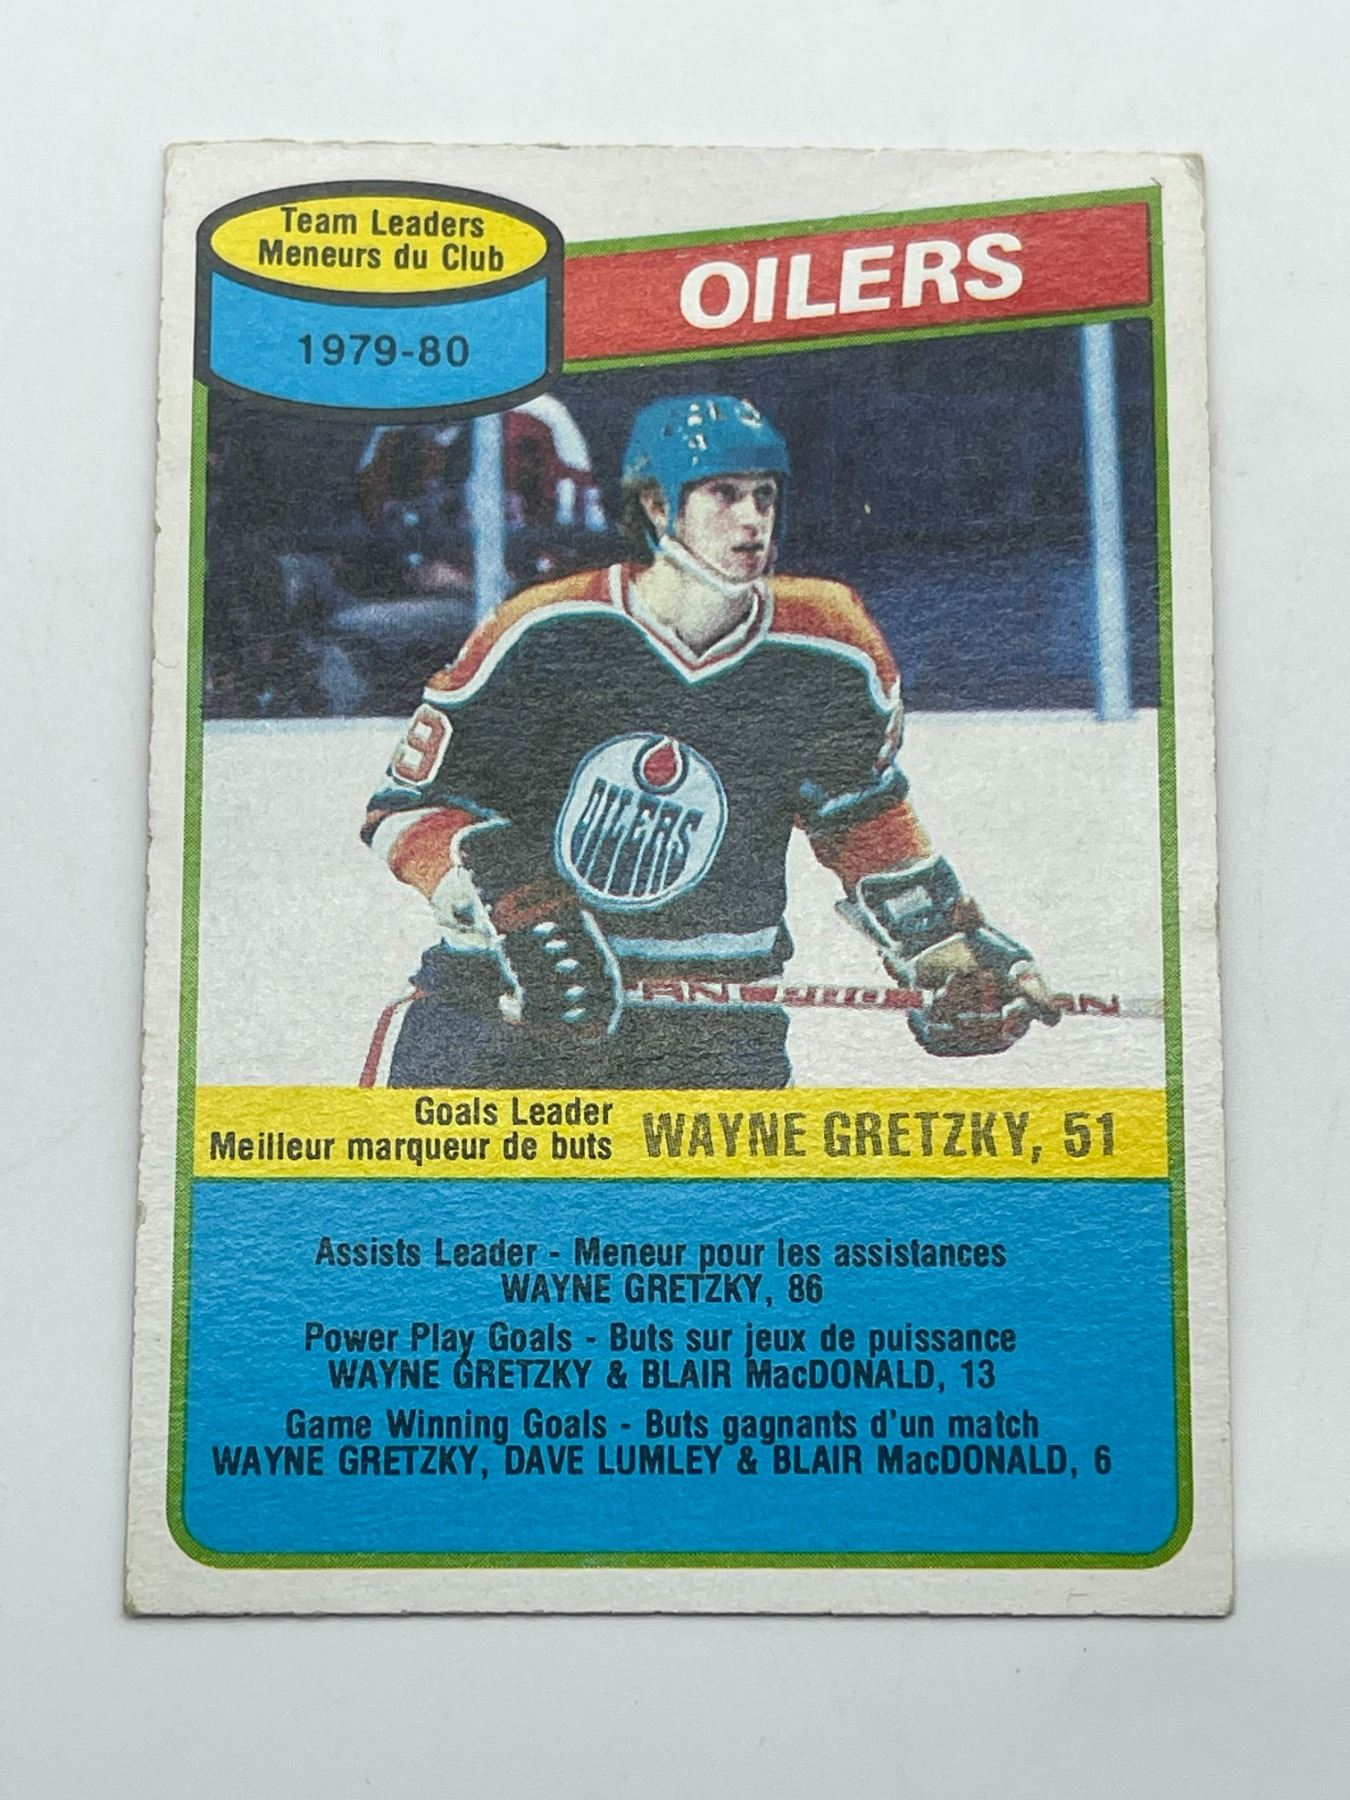 Team Leaders
Meneurs du Club
1979-80
OILERS
OILERS
Goals Leader
Meilleur marqueur de buts
WAYNE GRETZKY, 51
Assists Leader - Meneur pour les assistances
WAYNE GRETZKY, 86
Power Play Goals - Buts sur jeux de puissance
WAYNE GRETZKY & BLAIR MacDONALD, 13
Game Winning Goals - Buts gagnants d'un match
WAYNE GRETZKY, DAVE LUMLEY & BLAIR MacDONALD, 6